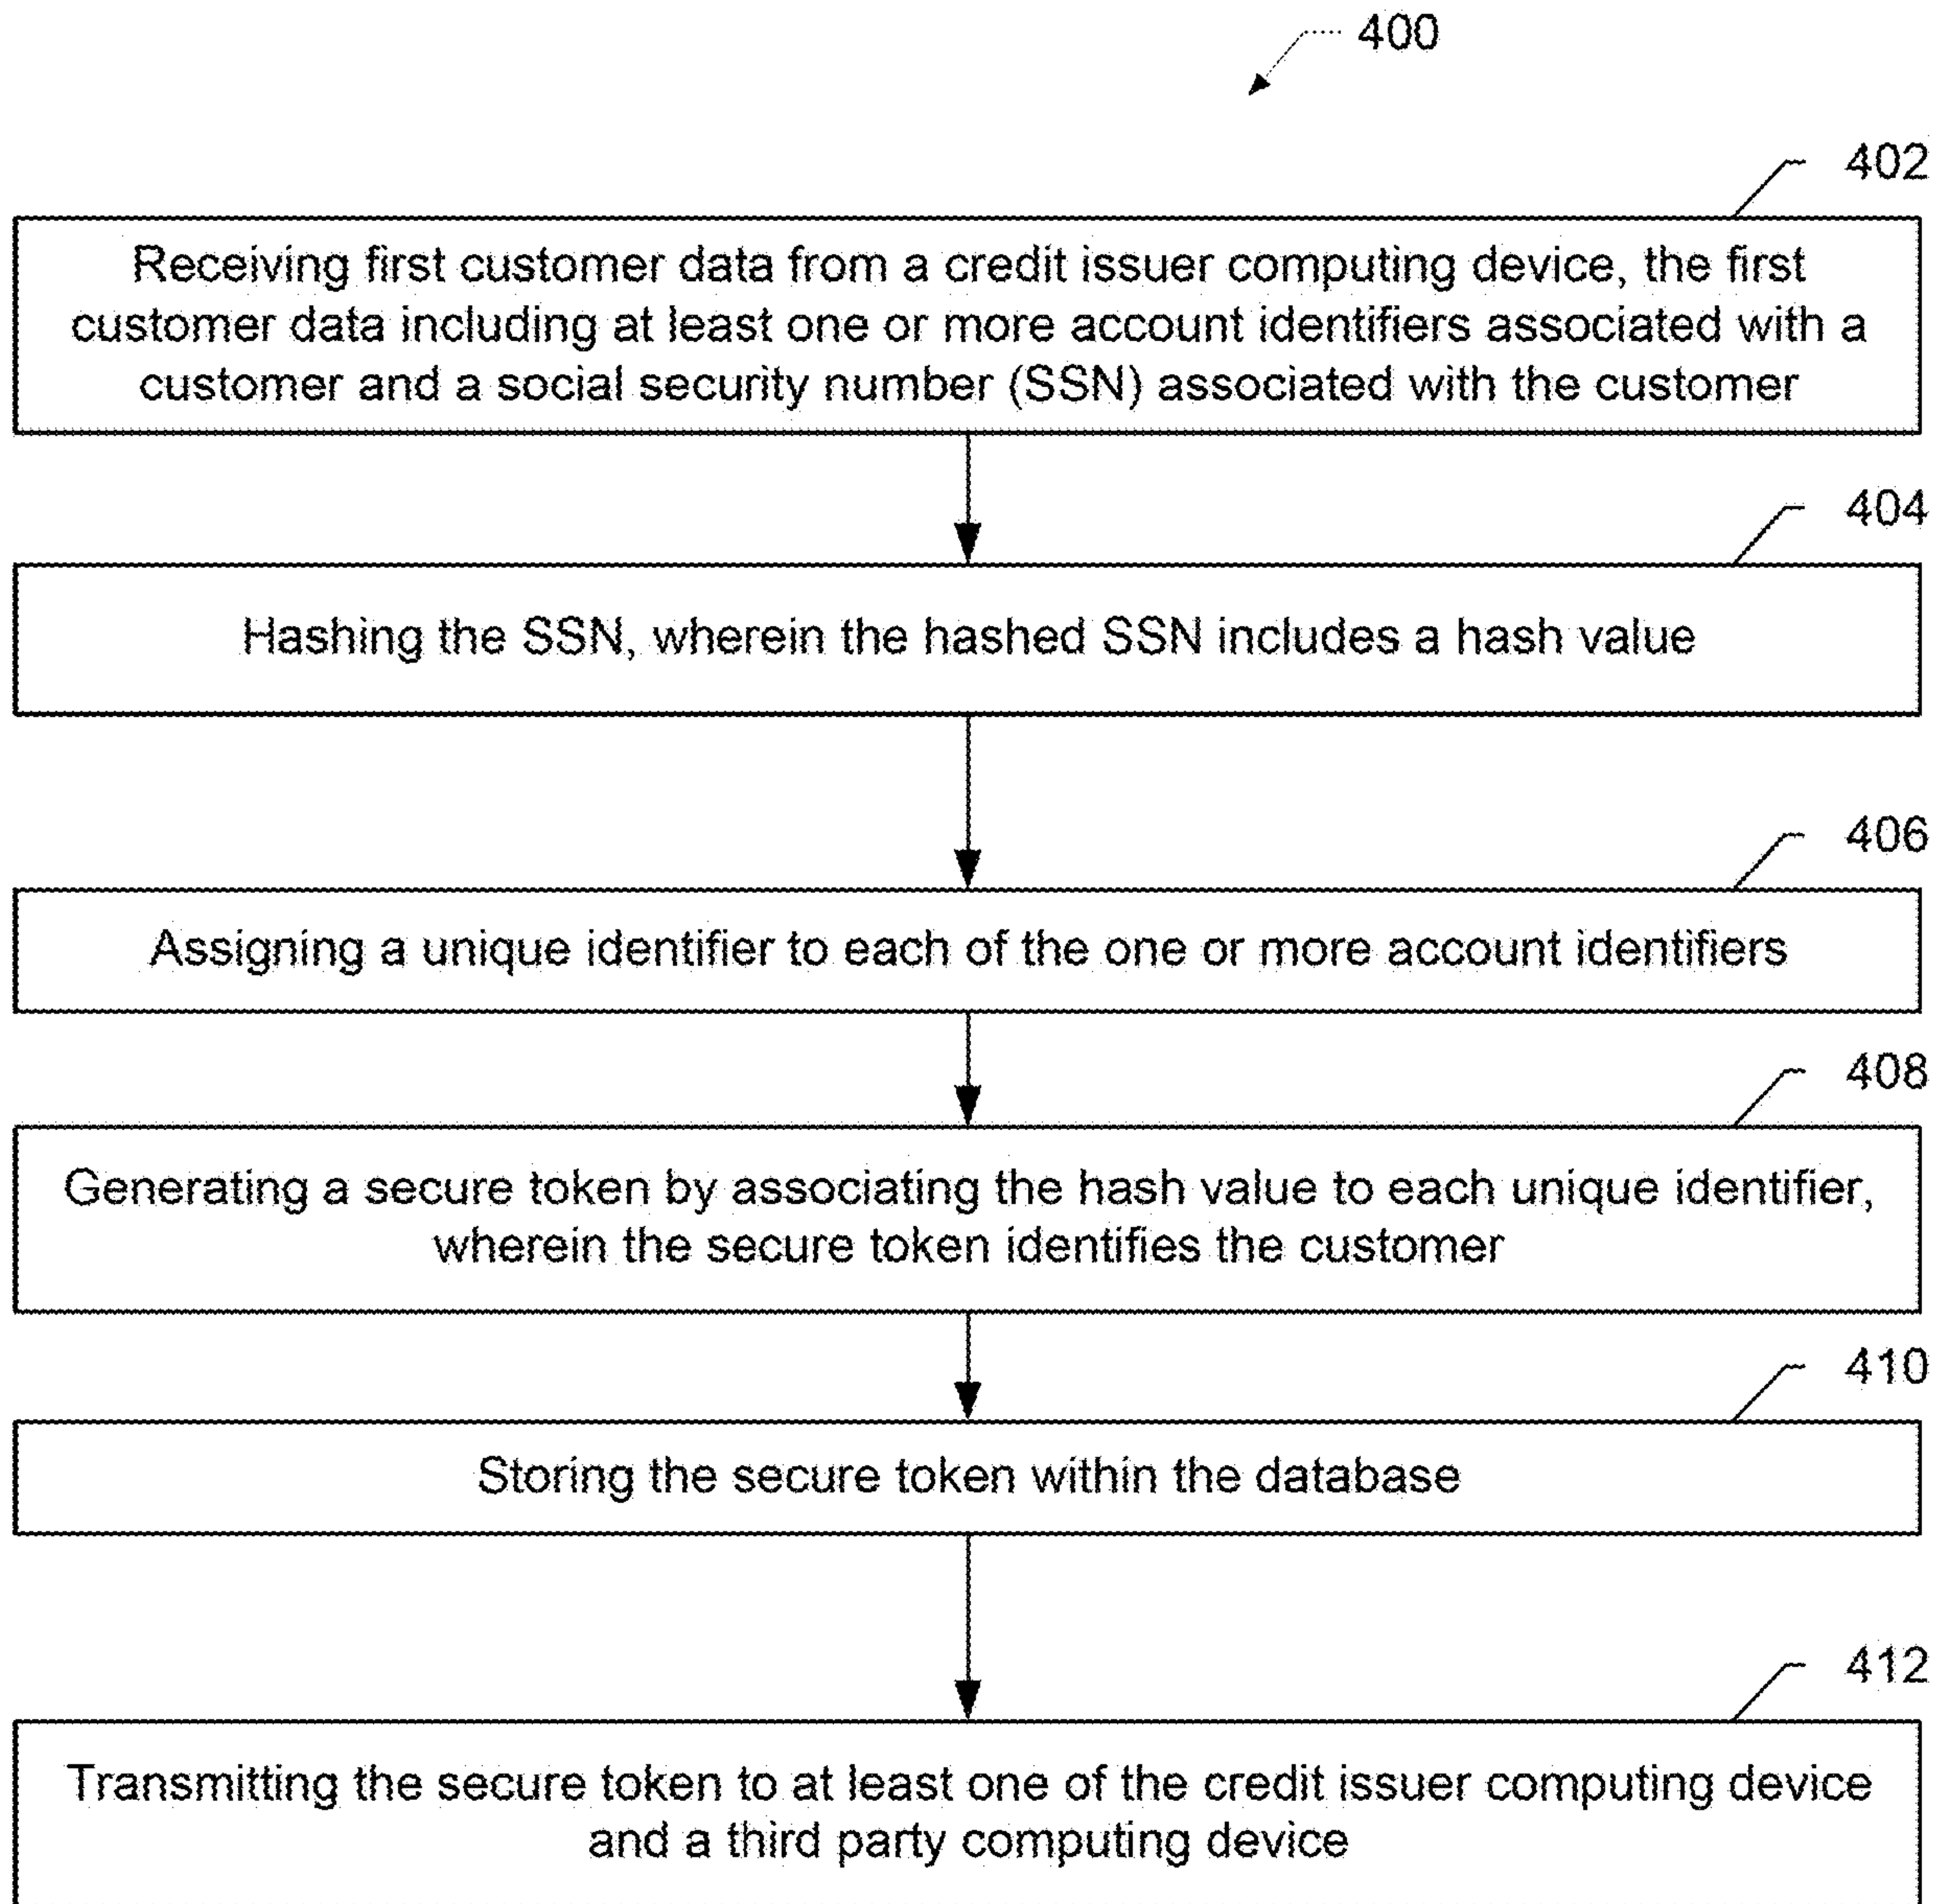 400
402
Receiving first customer data from a credit issuer computing device, the first
customer data including at least one or more account identifiers associated with a
customer and a social security number (SSN) associated with the customer
404
Hashing the SSN, wherein the hashed SSN includes a hash value
406
Assigning a unique identifier to each of the one or more account identifiers
408
Generating a secure token by associating the hash value to each unique identifier,
wherein the secure token identifies the customer
410
Storing the secure token within the database
412
Transmitting the secure token to at least one of the credit issuer computing device
and a third party computing device